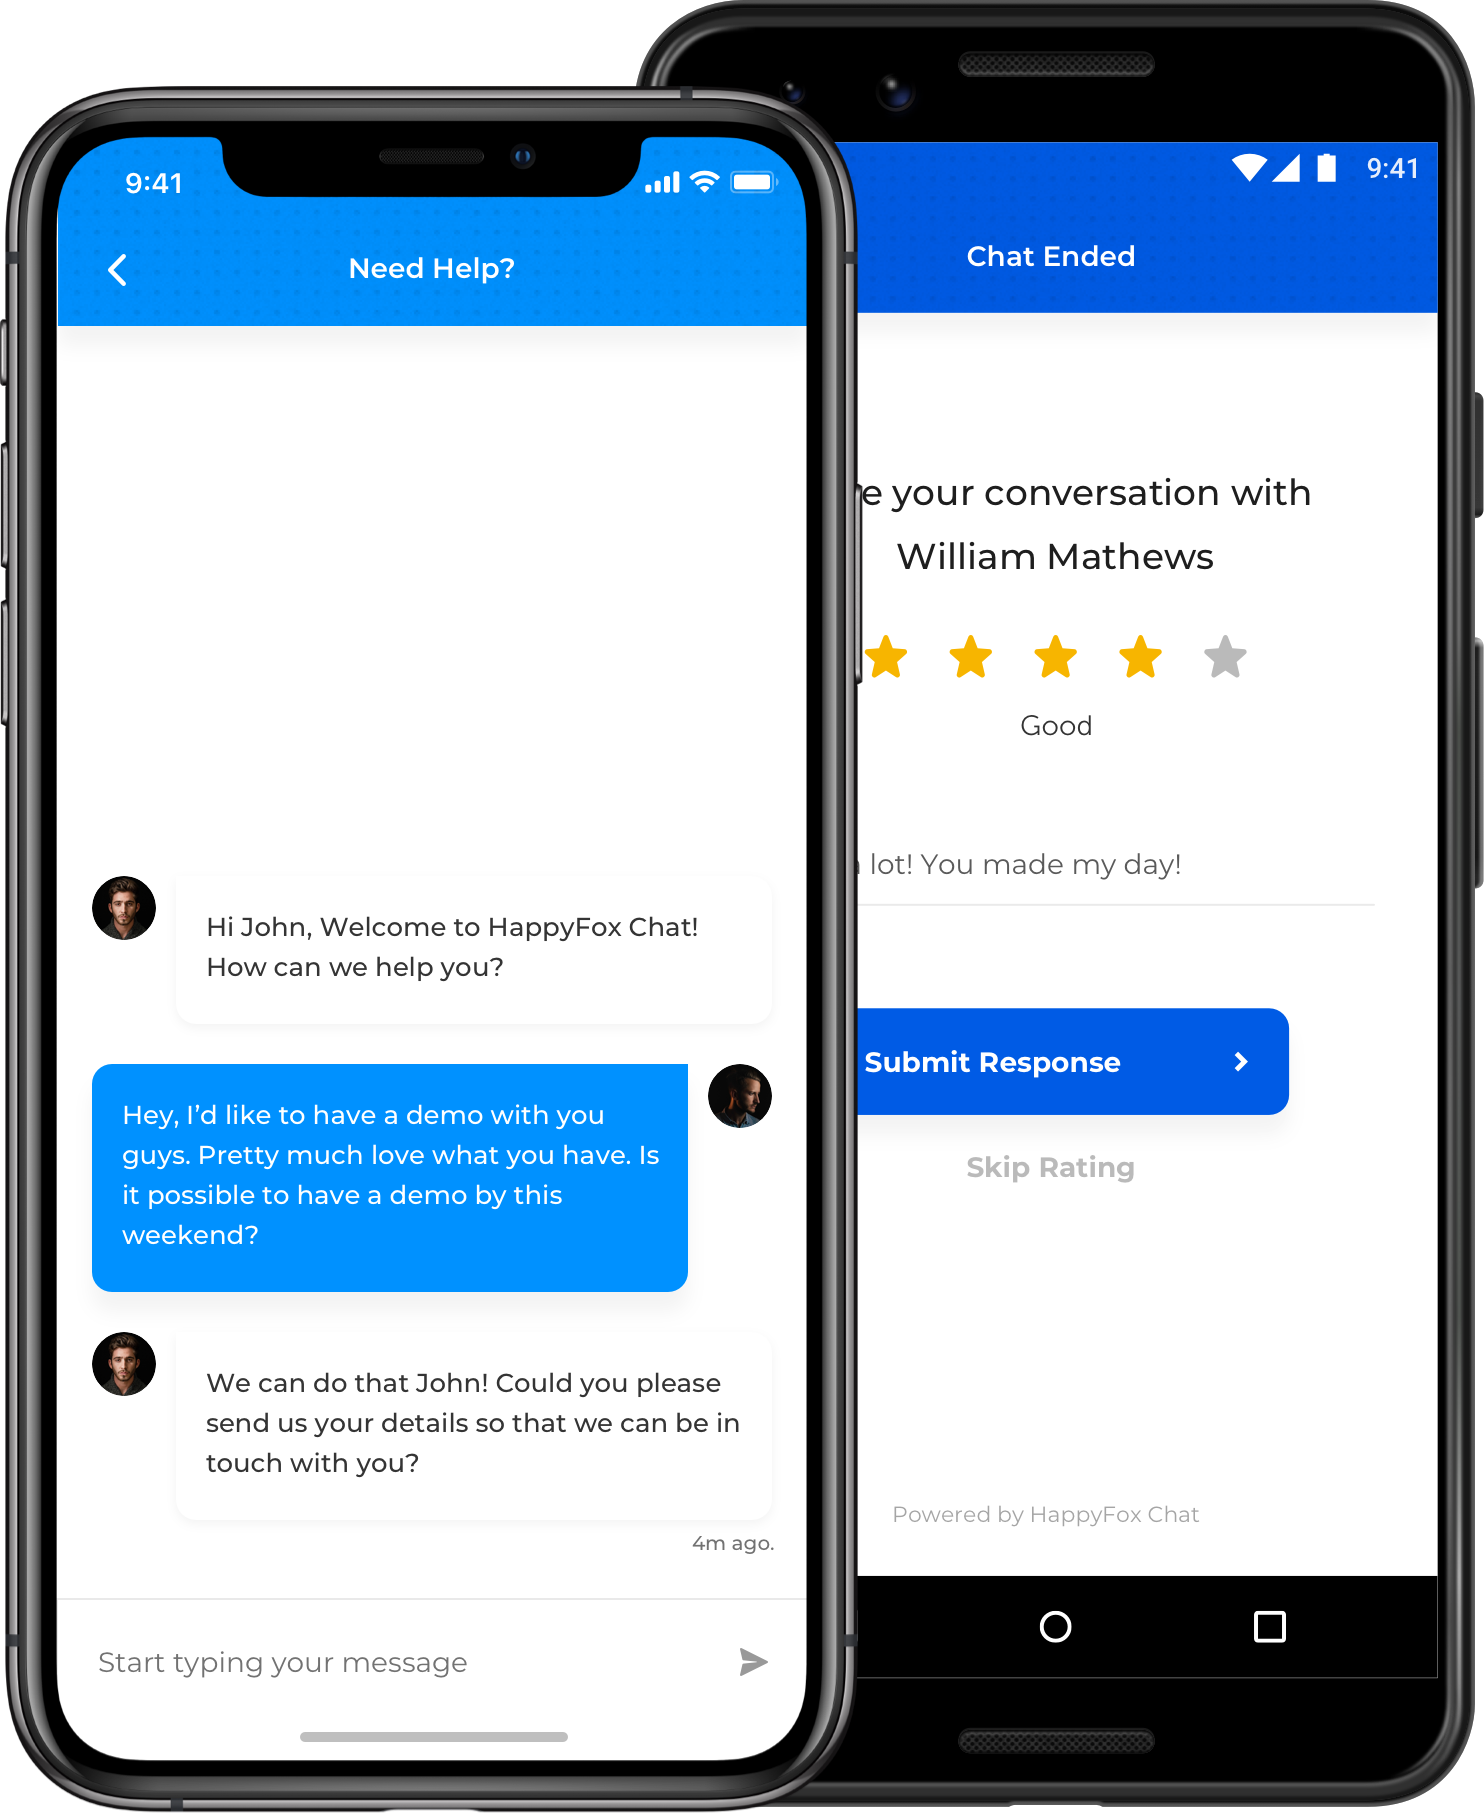 9:41
Need Help?
Hi John, Welcome to HappyFox Chat!
How can we help you?
Hey, I’d like to have a demo with you
guys. Pretty much love what you have. Is
it possible to have a demo by this
weekend?
We can do that John! Could you please
send us your details so that we can be in
touch with you?
4m ago.
Start typing your message
9:41
Chat Ended
your conversation with
William Mathews
Good
lot! You made my day!
Submit Response
Skip Rating
Powered by HappyFox Chat